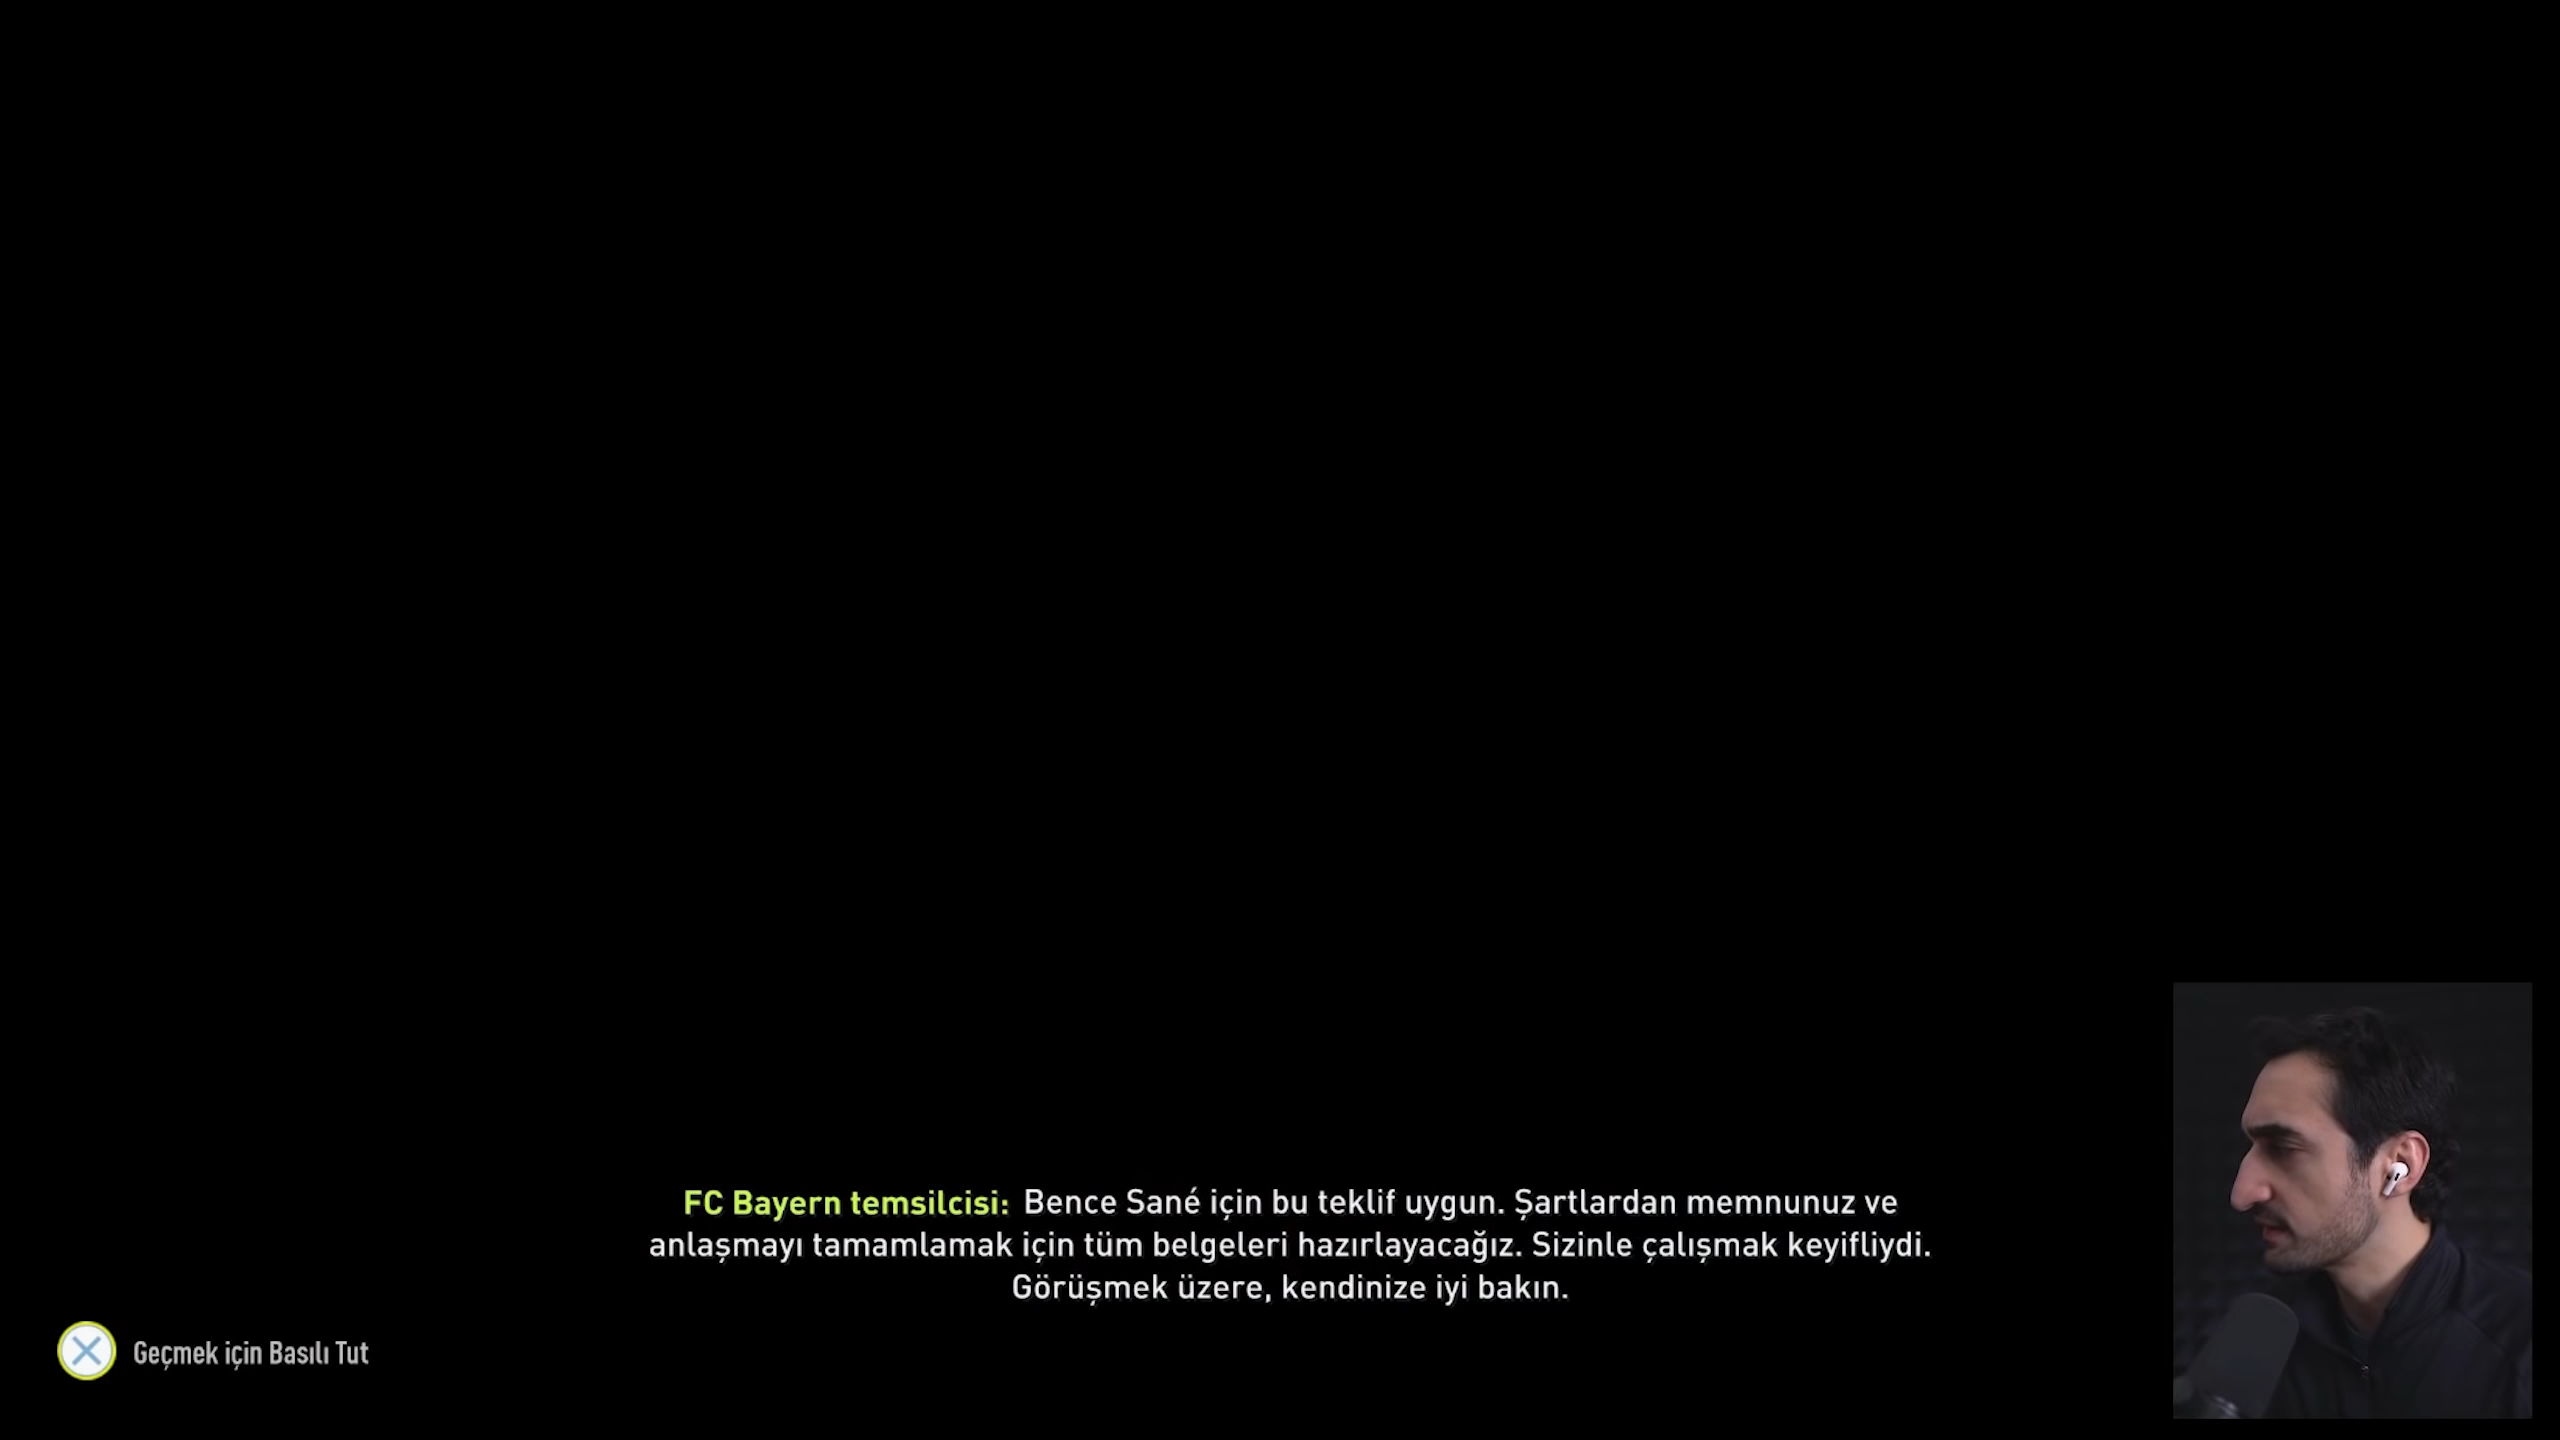 FC Bayern temsilcisi: Bence Sané için bu teklif uygun. Şartlardan memnunuz ve
anlaşmayı tamamlamak için tüm belgeleri hazırlayacağız. Sizinle çalışmak keyifliydi.
Görüşmek üzere, kendinize iyi bakın.
Geçmek için Basılı Tut